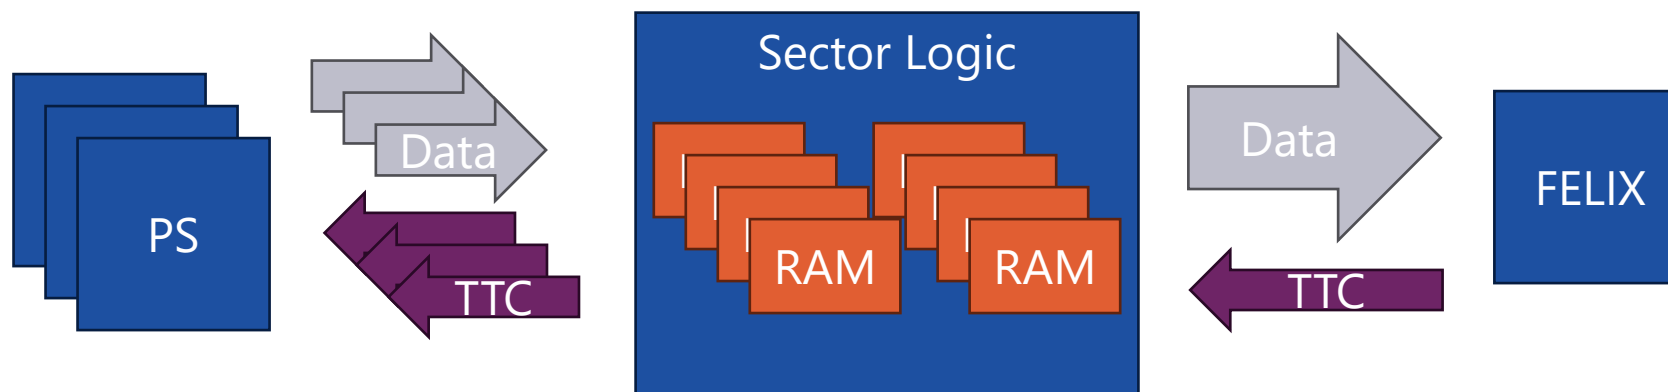 Sector Logic
PS
Data
TTC
RAM
RAM
Data
TTC
FELIX